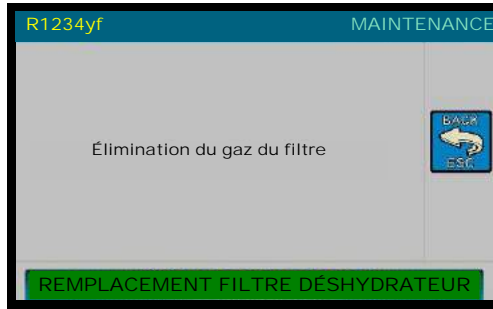 R1234yf MAINTENANCE
BACK
Élimination du gaz du filtre
ESC
REMPLACEMENT FILTRE DÉSHYDRATEUR